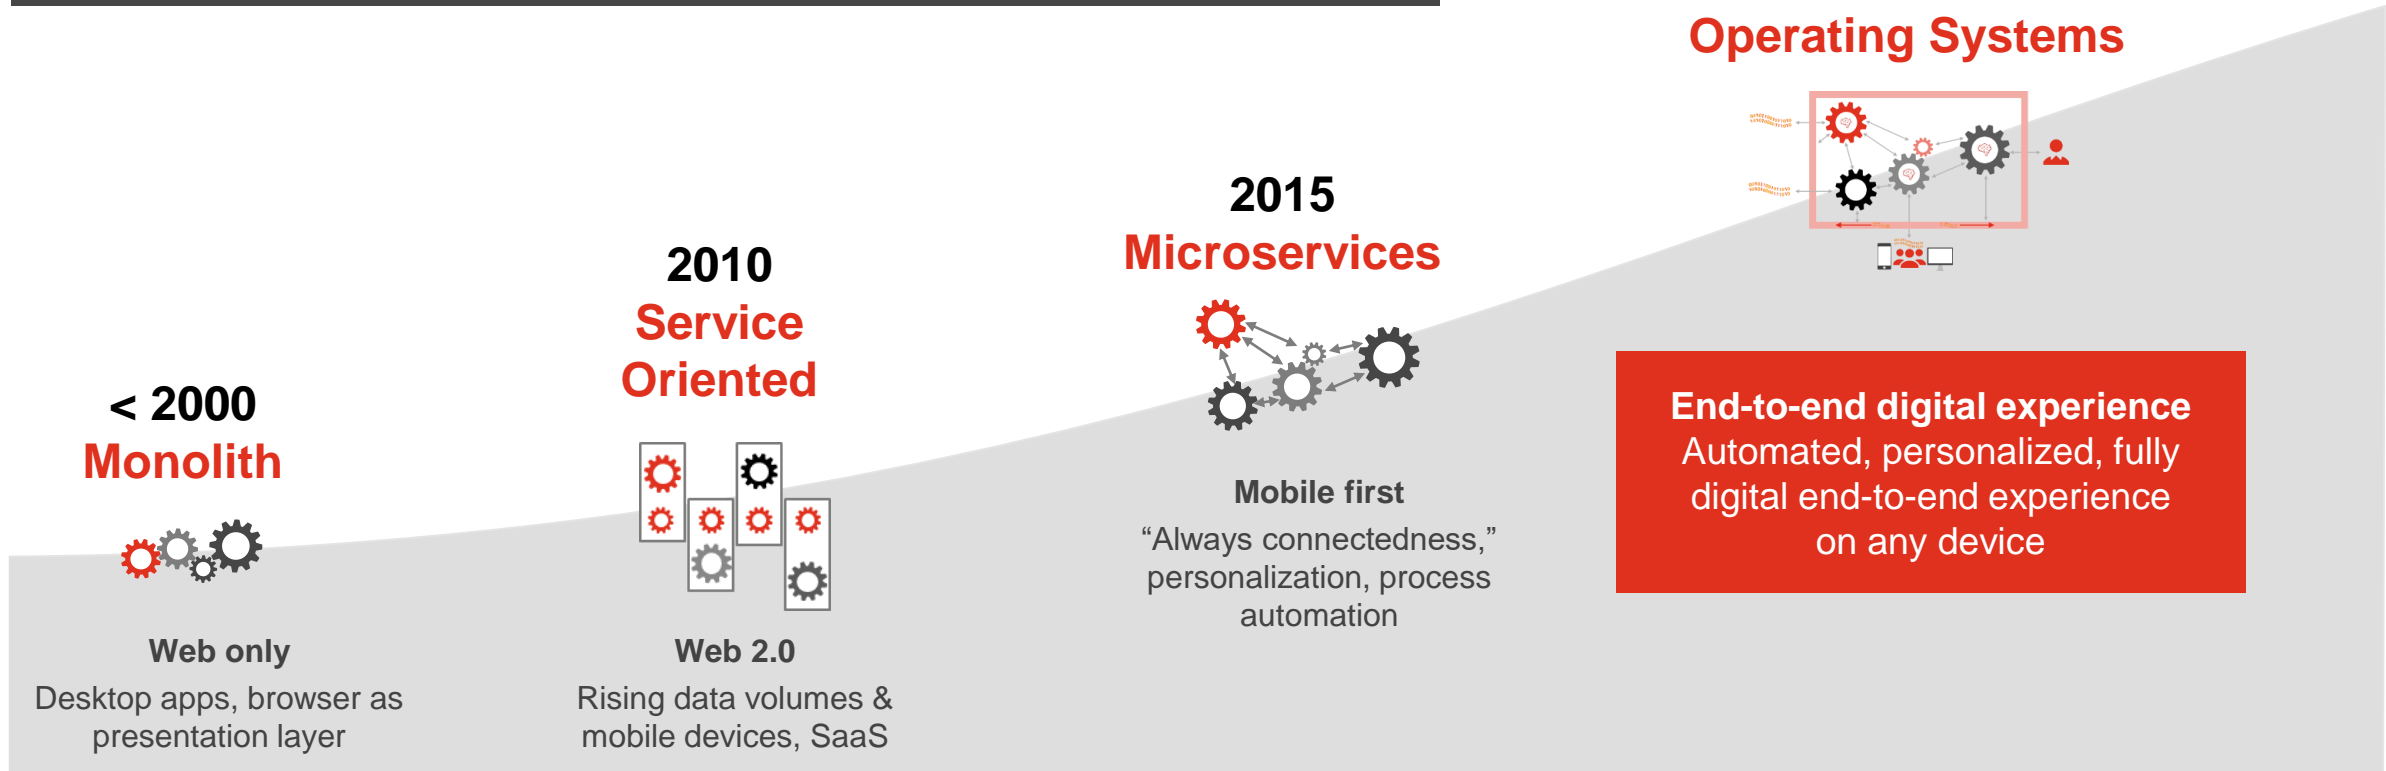 Operating Systems
2015
Microservices
2010
Service
Oriented
< 2000
Monolith
End-to-end digital experience
Automated, personalized, fully
digital end-to-end experience
on any device
Mobile first
“Always connectedness,”
personalization, process
automation
Web only
Desktop apps, browser as
presentation layer
Web 2.0
Rising data volumes &
mobile devices, SaaS